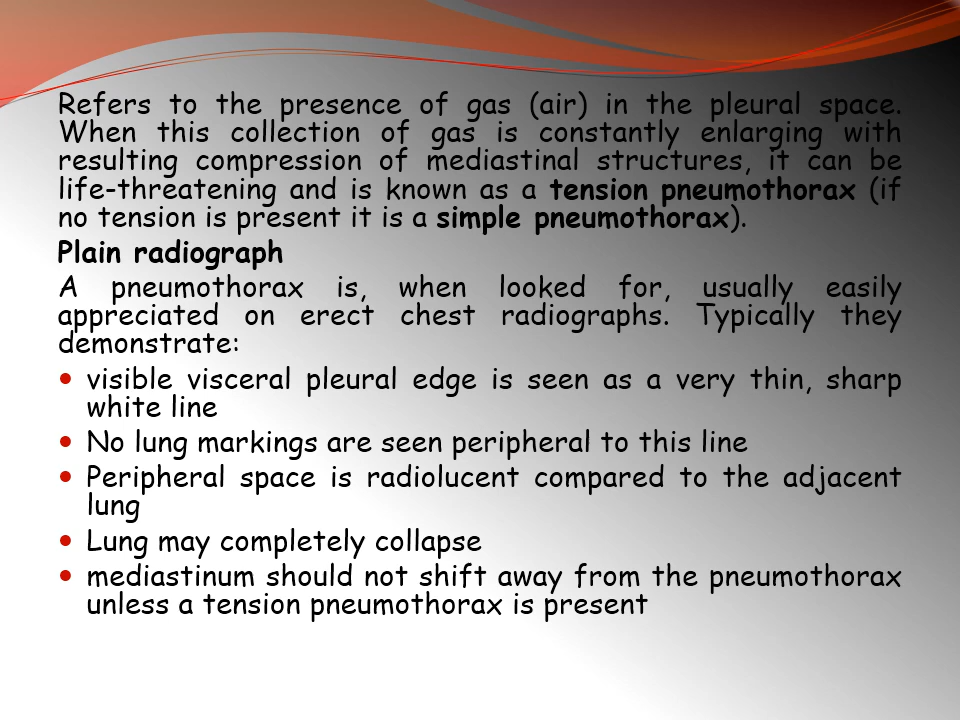 Refers to the presence of gas (air) in the pleural space.
When this collection of gas is constantly enlarging with
resulting compression of mediastinal structures, it can be
life-threatening and is known as a tension pneumothorax (if
no tension is present it is a simple pneumothorax).
Plain radiograph
A pneumothorax is, when looked for, usually easily
appreciated on erect chest radiographs. Typically they
demonstrate:
• visible visceral pleural edge is seen as a very thin, sharp
white line
• No lung markings are seen peripheral to this line
• Peripheral space is radiolucent compared to the adjacent
lung
• Lung may completely collapse
• mediastinum should not shift away from the pneumothorax
unless a tension pneumothorax is present